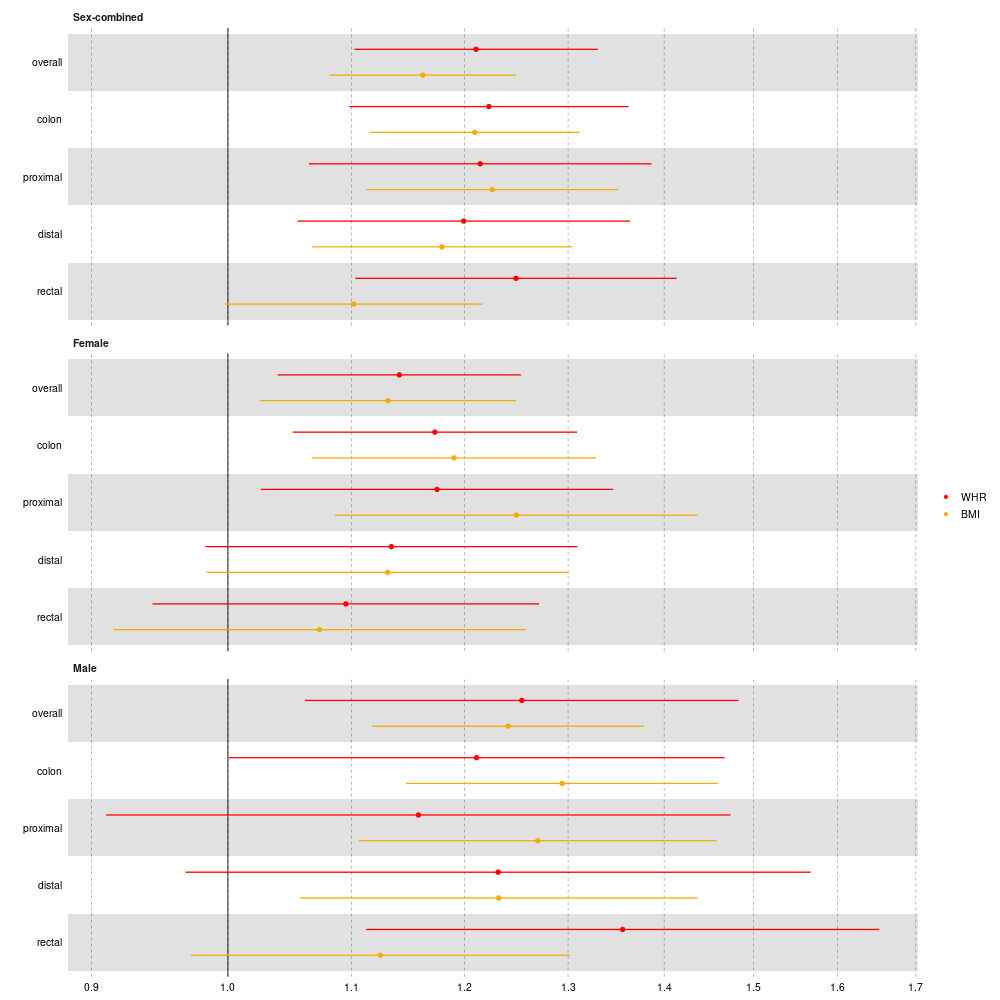 Sex-combined
overall
colon
proximal
distal
rectal
Female
overall
colon
proximal
distal
rectal
Male
overall
colon
proximal
distal
rectal
0.9 1.0 1.1 1.2 1.3 1.4 1.5 1.6 1.7
WHR
BMI